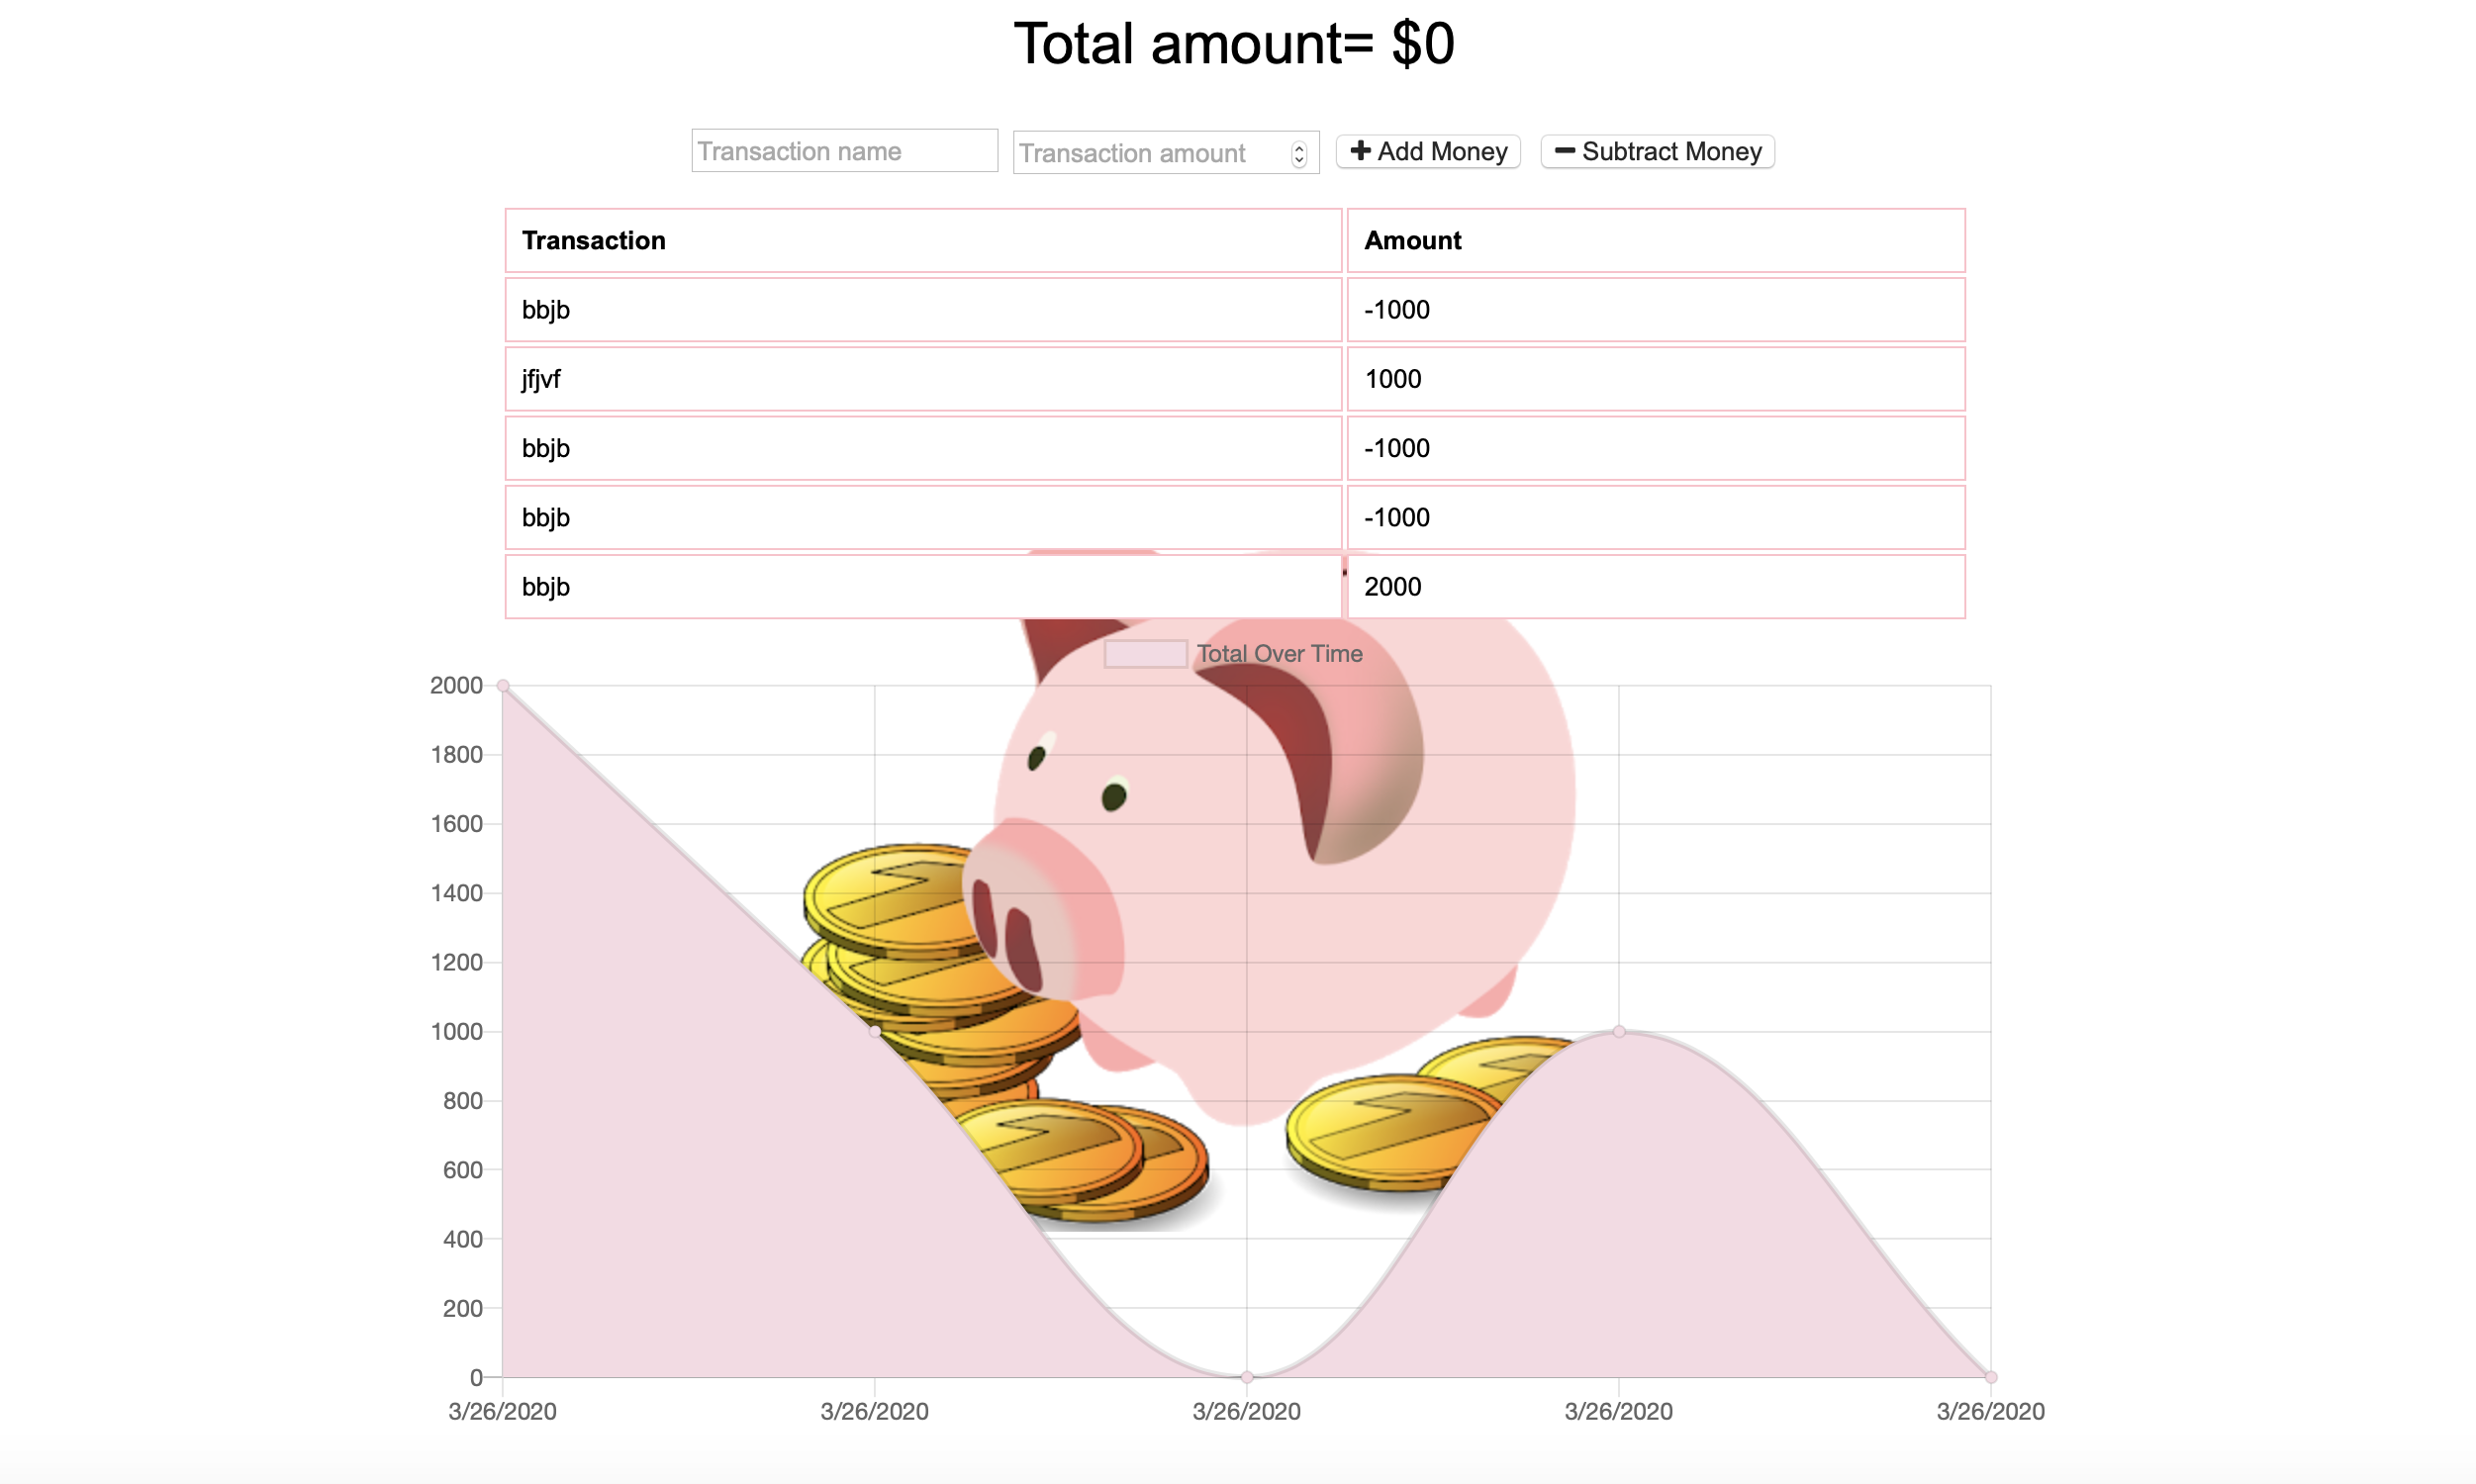 Total amount= $0
Transaction name Transaction amount Add Money Subtract Money
Transaction Amount
bbjb -1000
jfjvf 1000
bbjb -1000
bbjb -1000
bbjb 2000
Total Over Time
2000
1800
1600
1400
1200
1000
800
600
400
200
0
3/26/2020 3/26/2020 3/26/2020 3/26/2020 3/26/2020